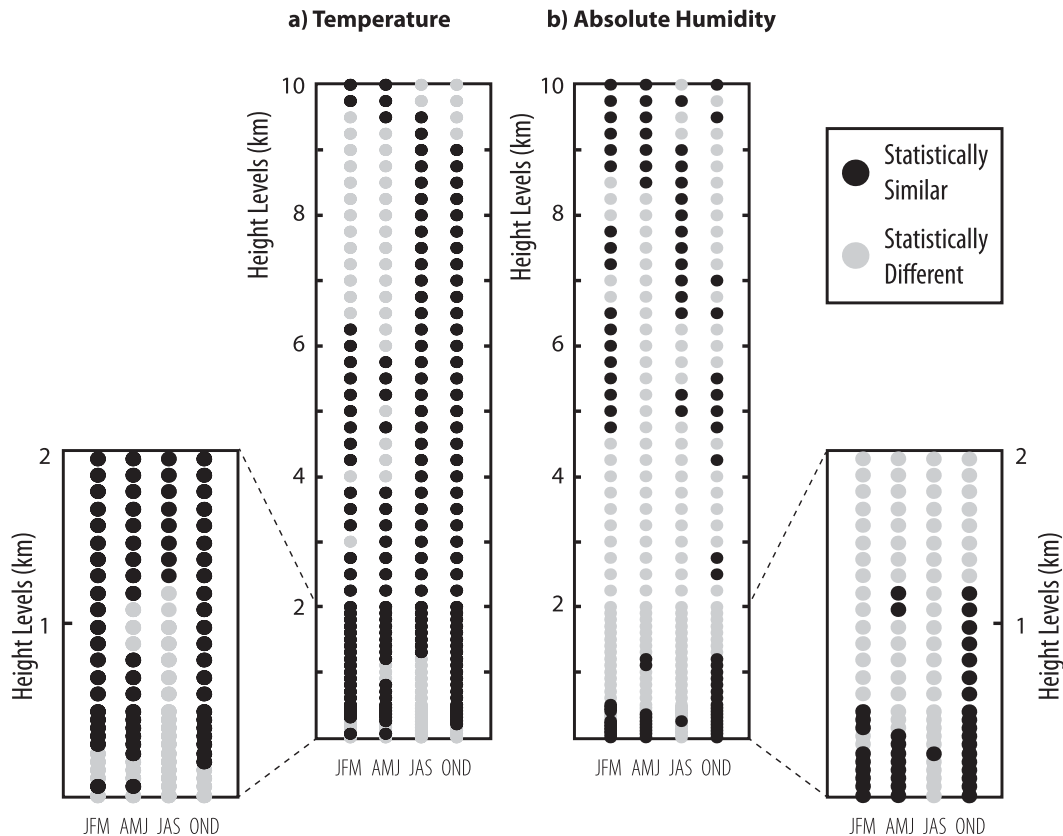 a) Temperature
b) Absolute Humidity
10
8
6
4
2
Height Levels (km)
JFM AMJ JAS OND
10
8
6
4
2
Height Levels (km)
JFM AMJ JAS OND
Statistically
Similar
Statistically
Different
2
1
Height Levels (km)
JFM AMJ JAS OND
2
1
Height Levels (km)
JFM AMJ JAS OND